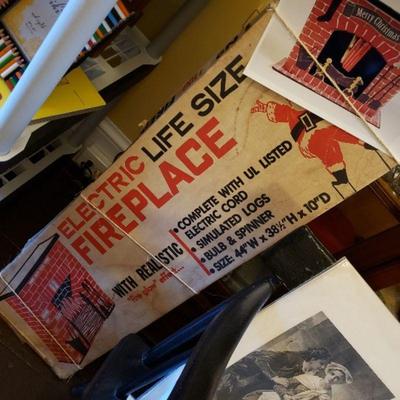 Merry Christmas
ELECTRIC LIFE SIZE
FIREPLACE
WITH REALISTIC
• COMPLETE WITH UL LISTED
ELECTRIC CORD
• SIMULATED LOGS
• BULB & SPINNER
• SIZE: 44"W x 38½"H x 10"D